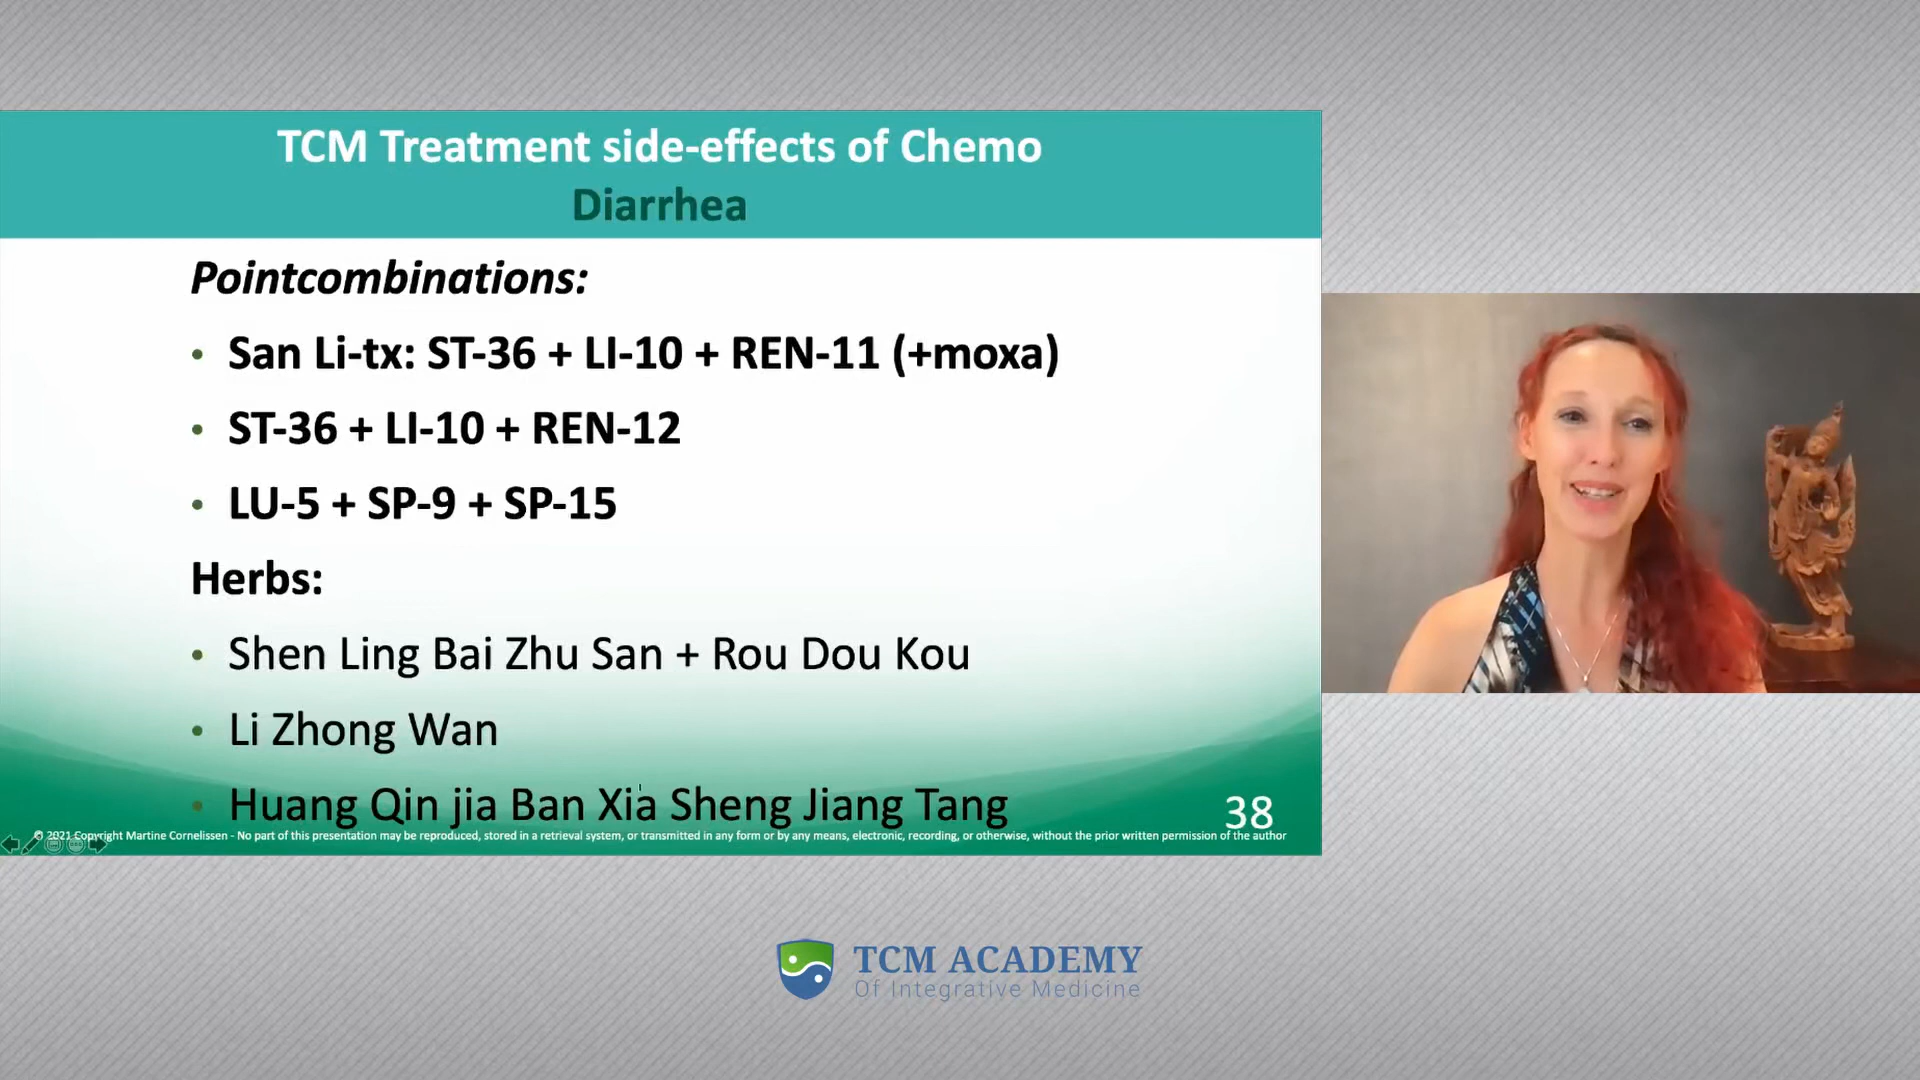 TCM Treatment side-effects of Chemo
Diarrhea
Pointcombinations:
• San Li-tx: ST-36 + LI-10 + REN-11 (+moxa)
• ST-36 + LI-10 + REN-12
• LU-5 + SP-9 + SP-15
Herbs:
• Shen Ling Bai Zhu San + Rou Dou Kou
• Li Zhong Wan
• Huang Qin jia Ban Xia Sheng Jiang Tang
38
© 2021 Copyright Martine Cornelissen - No part of this presentation may be reproduced, stored in a retrieval system, or transmitted in any form or by any means, electronic, recording, or otherwise, without the prior written permission of the author
TCM ACADEMY
Of Integrative Medicine